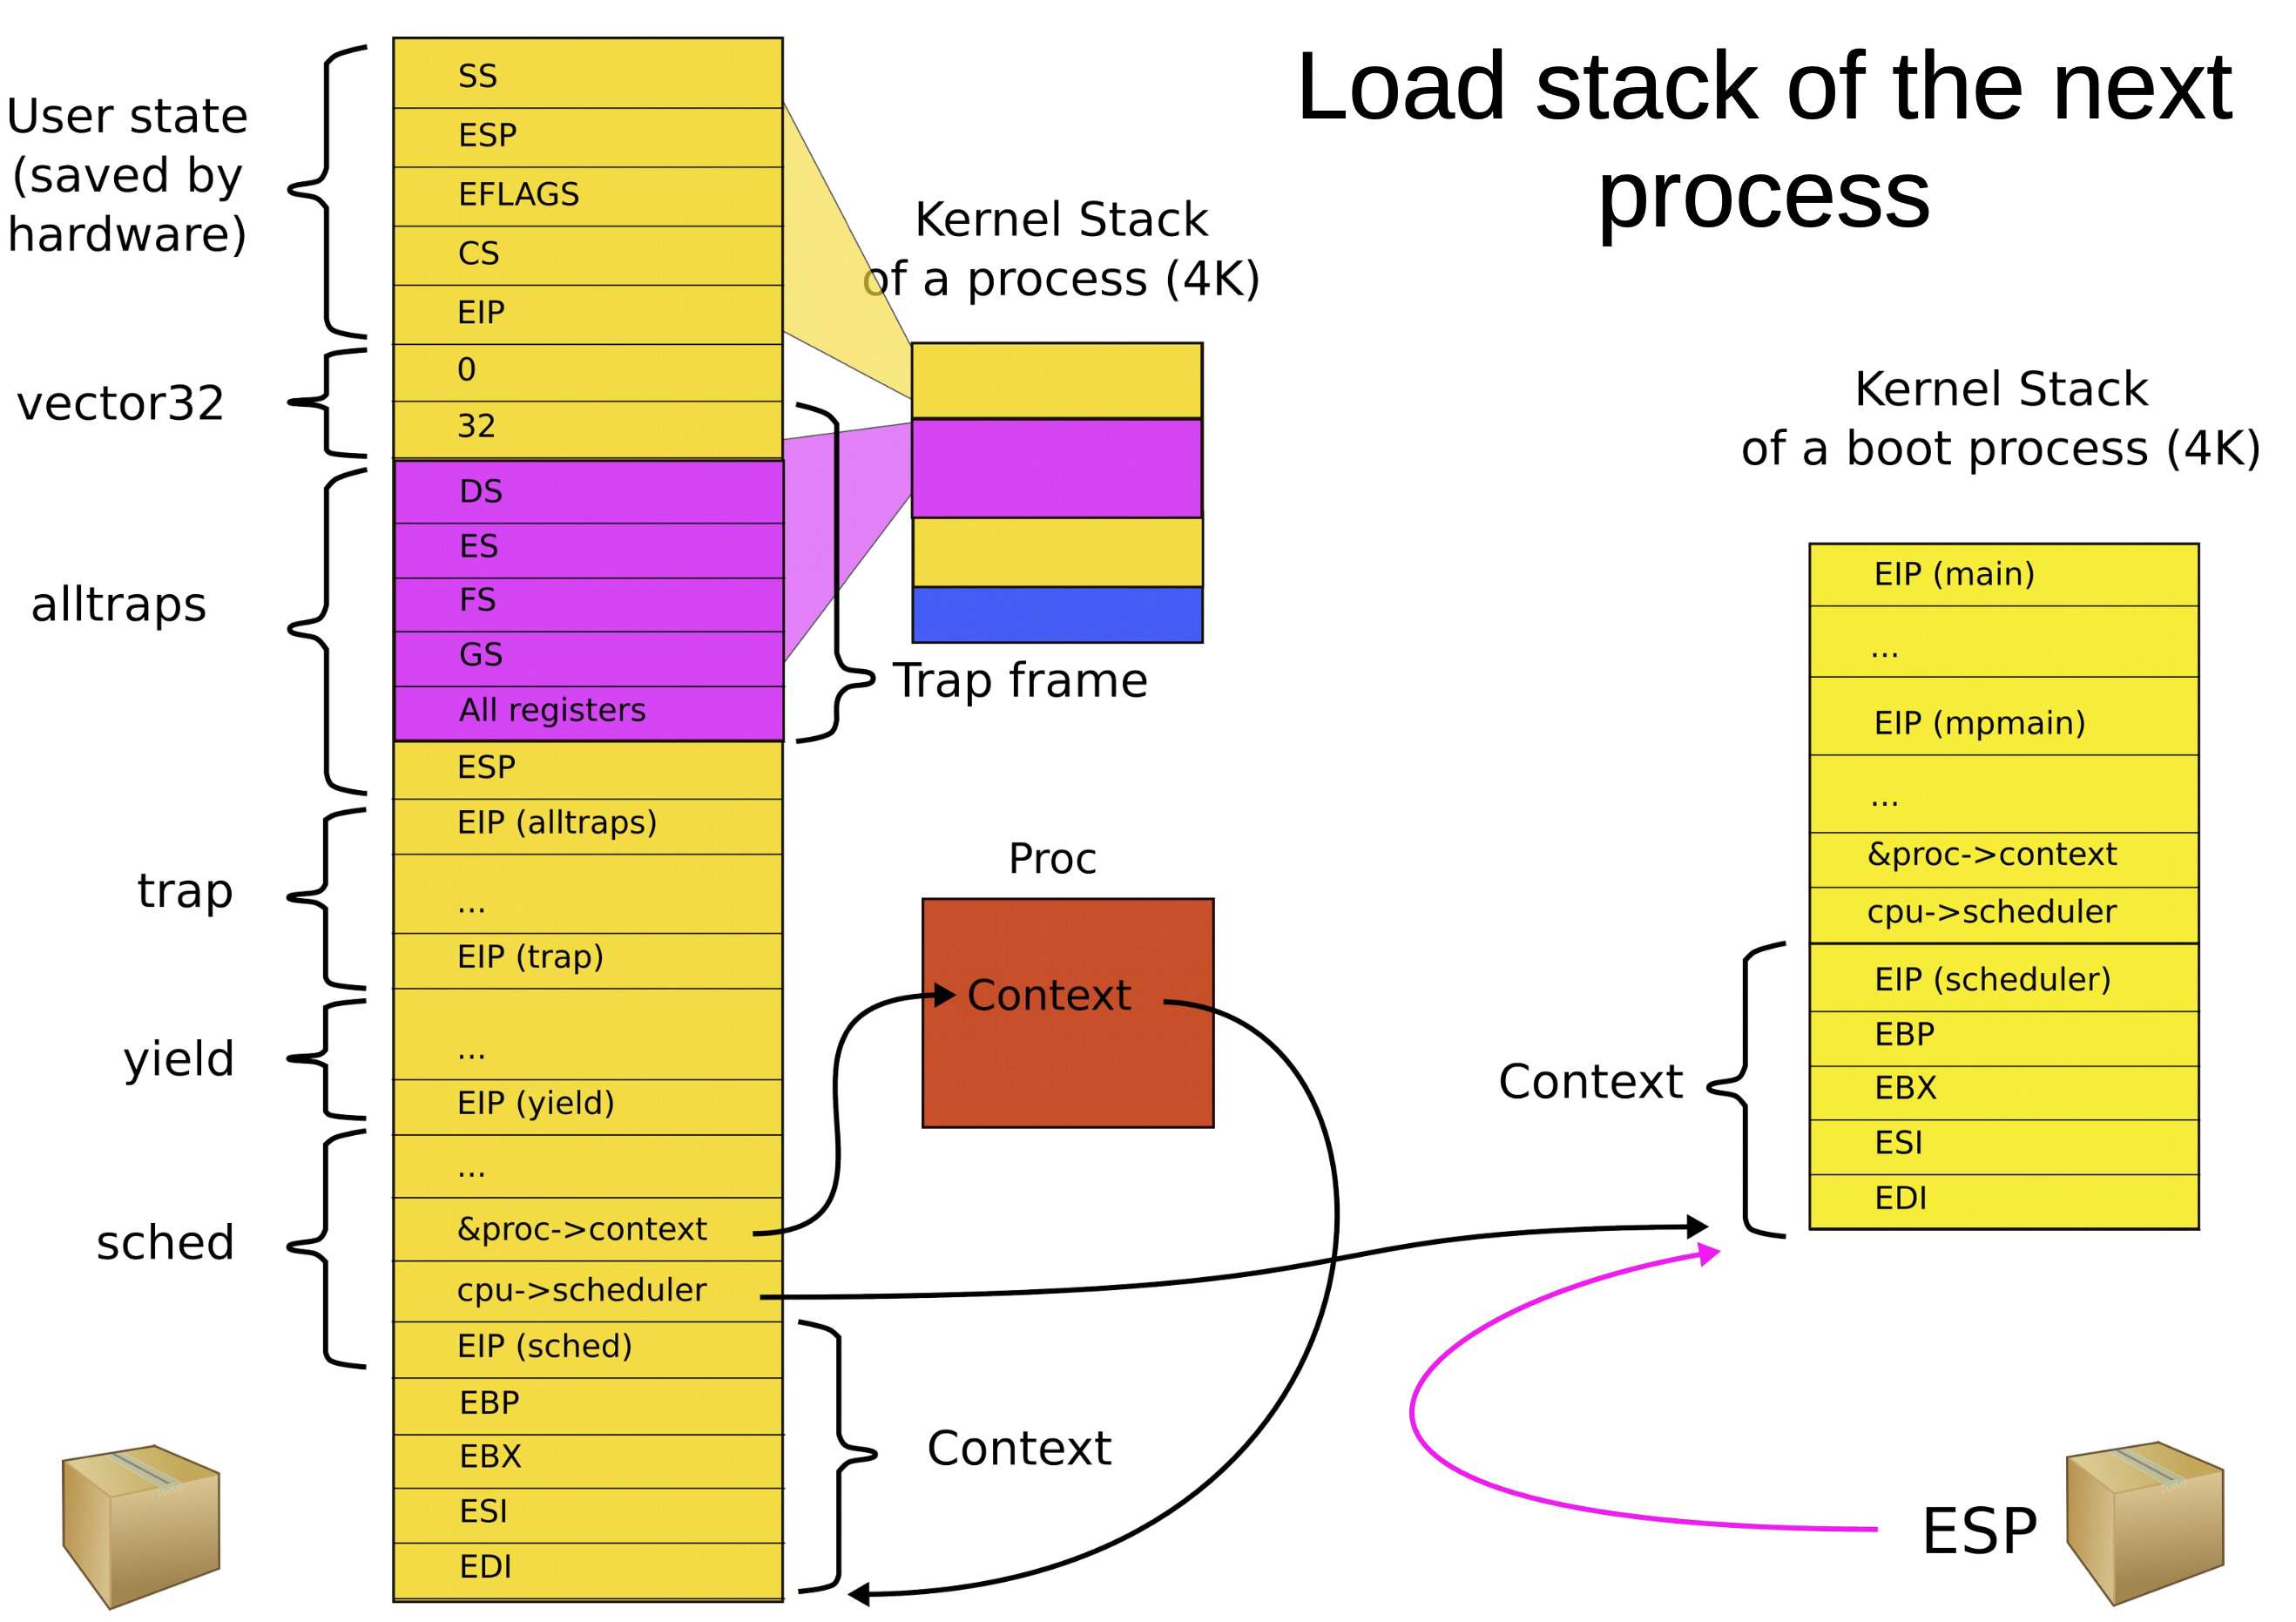 Load stack of the next
process
User state
(saved by
hardware)
vector32
alltraps
trap
yield
sched
SS
ESP
EFLAGS
CS
EIP
0
32
DS
ES
FS
GS
All registers
ESP
EIP (alltraps)
...
EIP (trap)
...
EIP (yield)
...
&proc->context
cpu->scheduler
EIP (sched)
EBP
EBX
ESI
EDI
Kernel Stack
of a process (4K)
Trap frame
Proc
Context
Context
Kernel Stack
of a boot process (4K)
EIP (main)
...
EIP (mpmain)
...
&proc->context
cpu->scheduler
EIP (scheduler)
EBP
EBX
ESI
EDI
Context
ESP